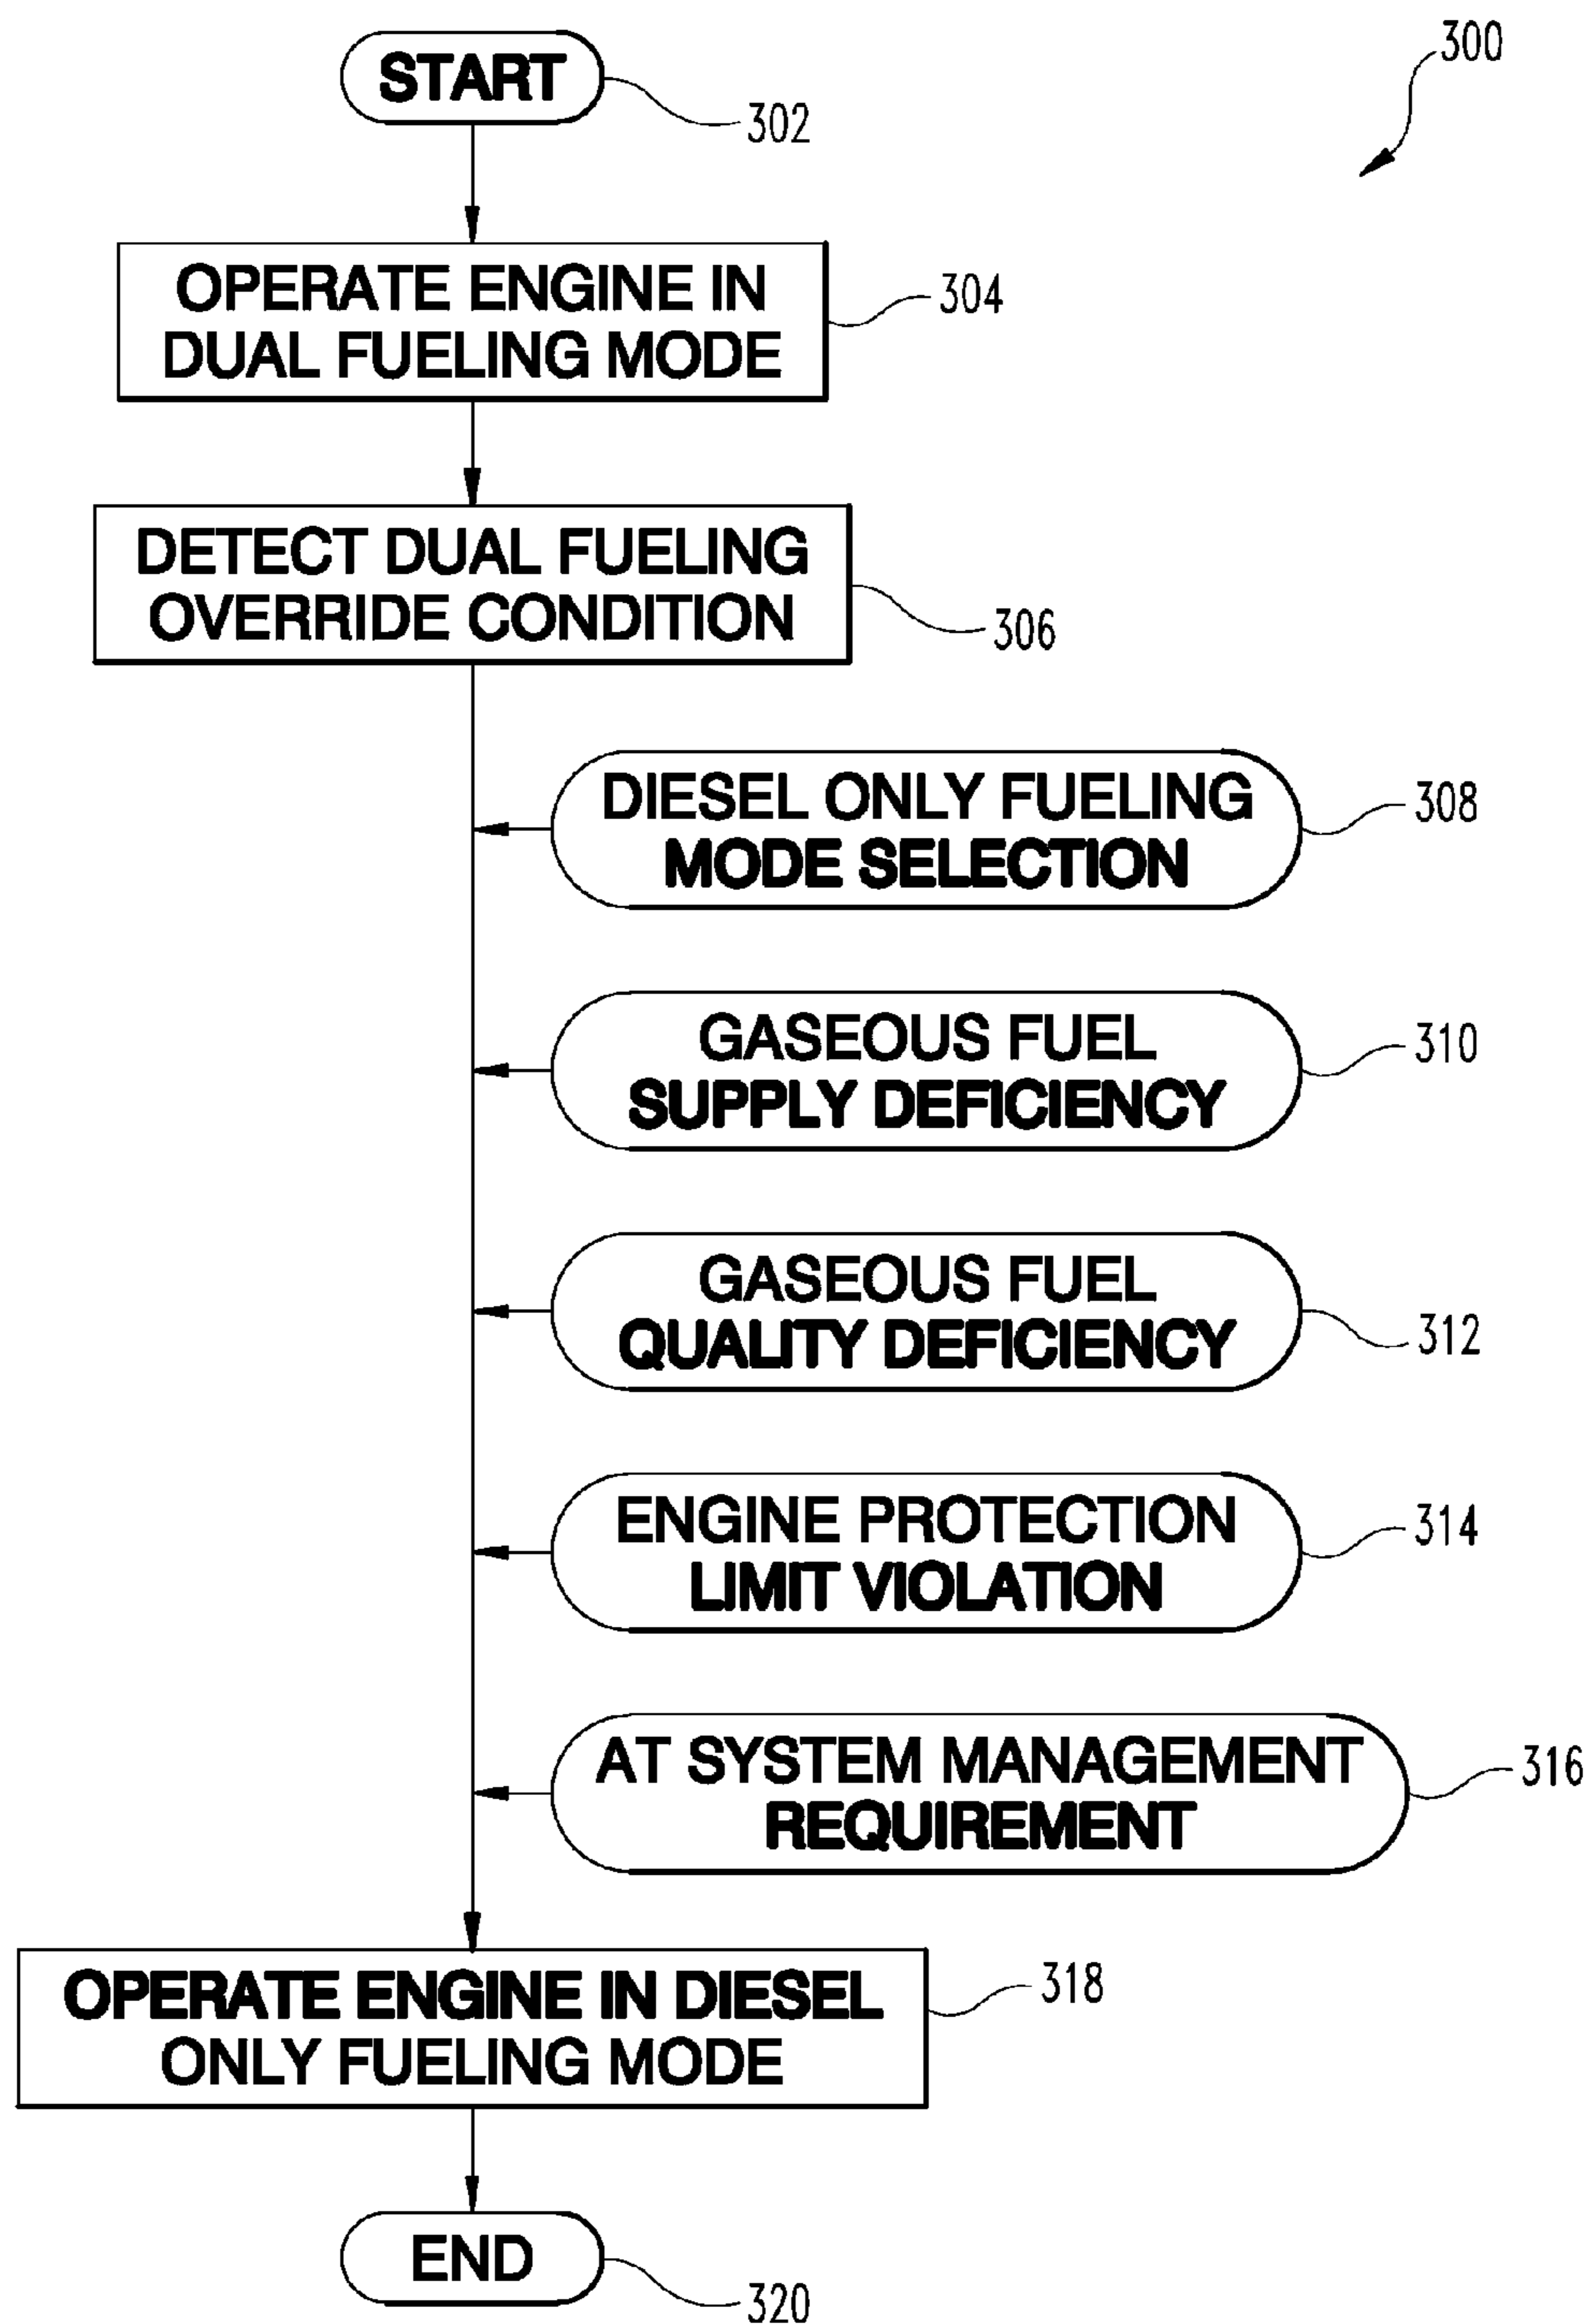 START
300
302
OPERATE ENGINE IN
DUAL FUELING MODE
304
DETECT DUAL FUELING
OVERRIDE CONDITION
306
DIESEL ONLY FUELING
MODE SELECTION
308
GASEOUS FUEL
SUPPLY DEFICIENCY
310
GASEOUS FUEL
QUALITY DEFICIENCY
312
ENGINE PROTECTION
LIMIT VIOLATION
314
AT SYSTEM MANAGEMENT
REQUIREMENT
316
OPERATE ENGINE IN DIESEL
ONLY FUELING MODE
318
END
320